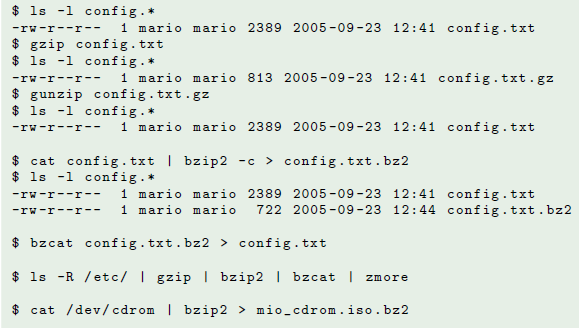 $ ls -l config.*
-rw-r--r--  1 mario mario 2389 2005-09-23 12:41 config.txt
$ gzip config.txt
$ ls -l config.*
-rw-r--r--  1 mario mario 813 2005-09-23 12:41 config.txt.gz
$ gunzip config.txt.gz
$ ls -l config.*
-rw-r--r--  1 mario mario 2389 2005-09-23 12:41 config.txt

$ cat config.txt | bzip2 -c > config.txt.bz2
$ ls -l config.*
-rw-r--r--  1 mario mario 2389 2005-09-23 12:41 config.txt
-rw-r--r--  1 mario mario  722 2005-09-23 12:44 config.txt.bz2

$ bzcat config.txt.bz2 > config.txt

$ ls -R /etc/ | gzip | bzip2 | bzcat | zmore

$ cat /dev/cdrom | bzip2 > mio_cdrom.iso.bz2